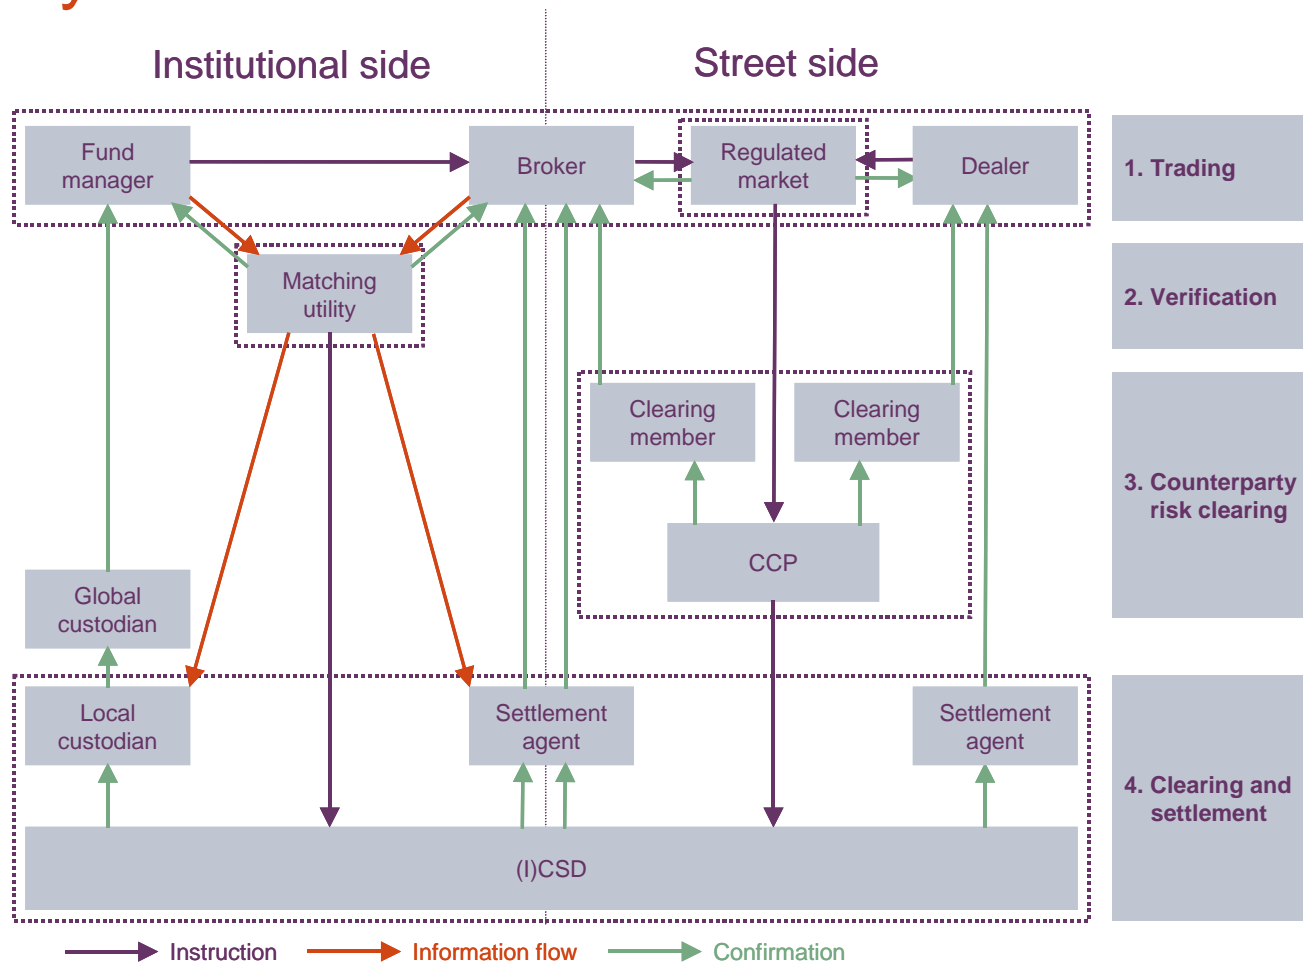 Institutional side
Street side
Fund
manager
Broker
Regulated
market
Dealer
1. Trading
Matching
utility
2. Verification
Clearing
member
Clearing
member
3. Counterparty
risk clearing
CCP
Global
custodian
Local
custodian
Settlement
agent
Settlement
agent
4. Clearing and
settlement
(I)CSD
Instruction
Information flow
Confirmation